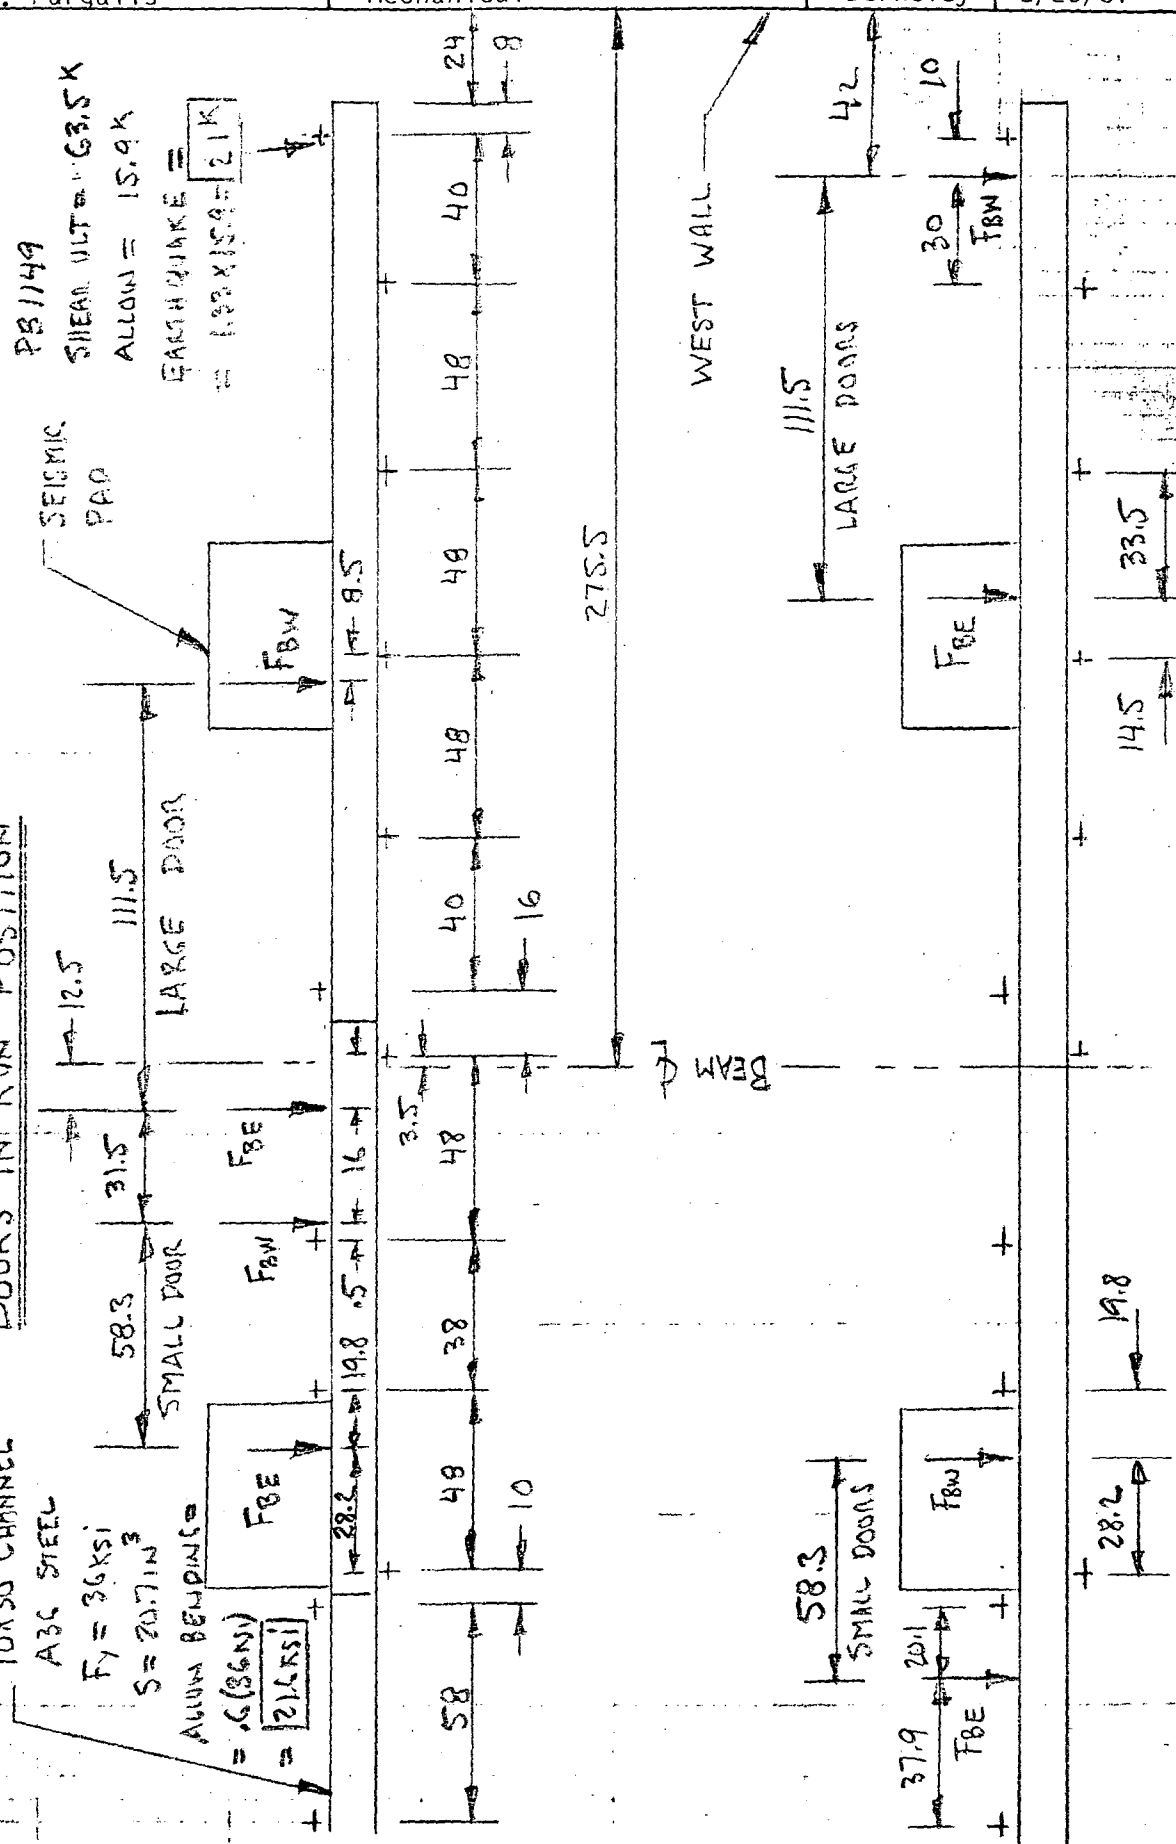 Mechanical
DOORS IN RUN POSITION
10X30 CHANNEL
A36 STEEL
Fy = 36KSi
S = 20.7 IN³
ALLOW BENDING =
= .6(36KSI)
= 21.6KSi
PB1149
SHEAR ULT = 63.5K
ALLOW = 15.9K
EARTHQUAKE =
= 1.33X15.9 = 21K
SEISMIC
PAD
12.5
58.3
31.5
111.5
SMALL DOOR
LARGE DOOR
FBE
FBW
FBE
FBW
28.2
19.8
.5
16
8.5
3.5
58
48
38
48
40
48
48
48
40
24
10
16
8
275.5
BEAM ℄
WEST WALL
58.3
SMALL DOORS
111.5
LARGE DOORS
42
37.9
20.1
30
10
FBE
FBW
FBE
FBW
28.2
19.8
14.5
33.5